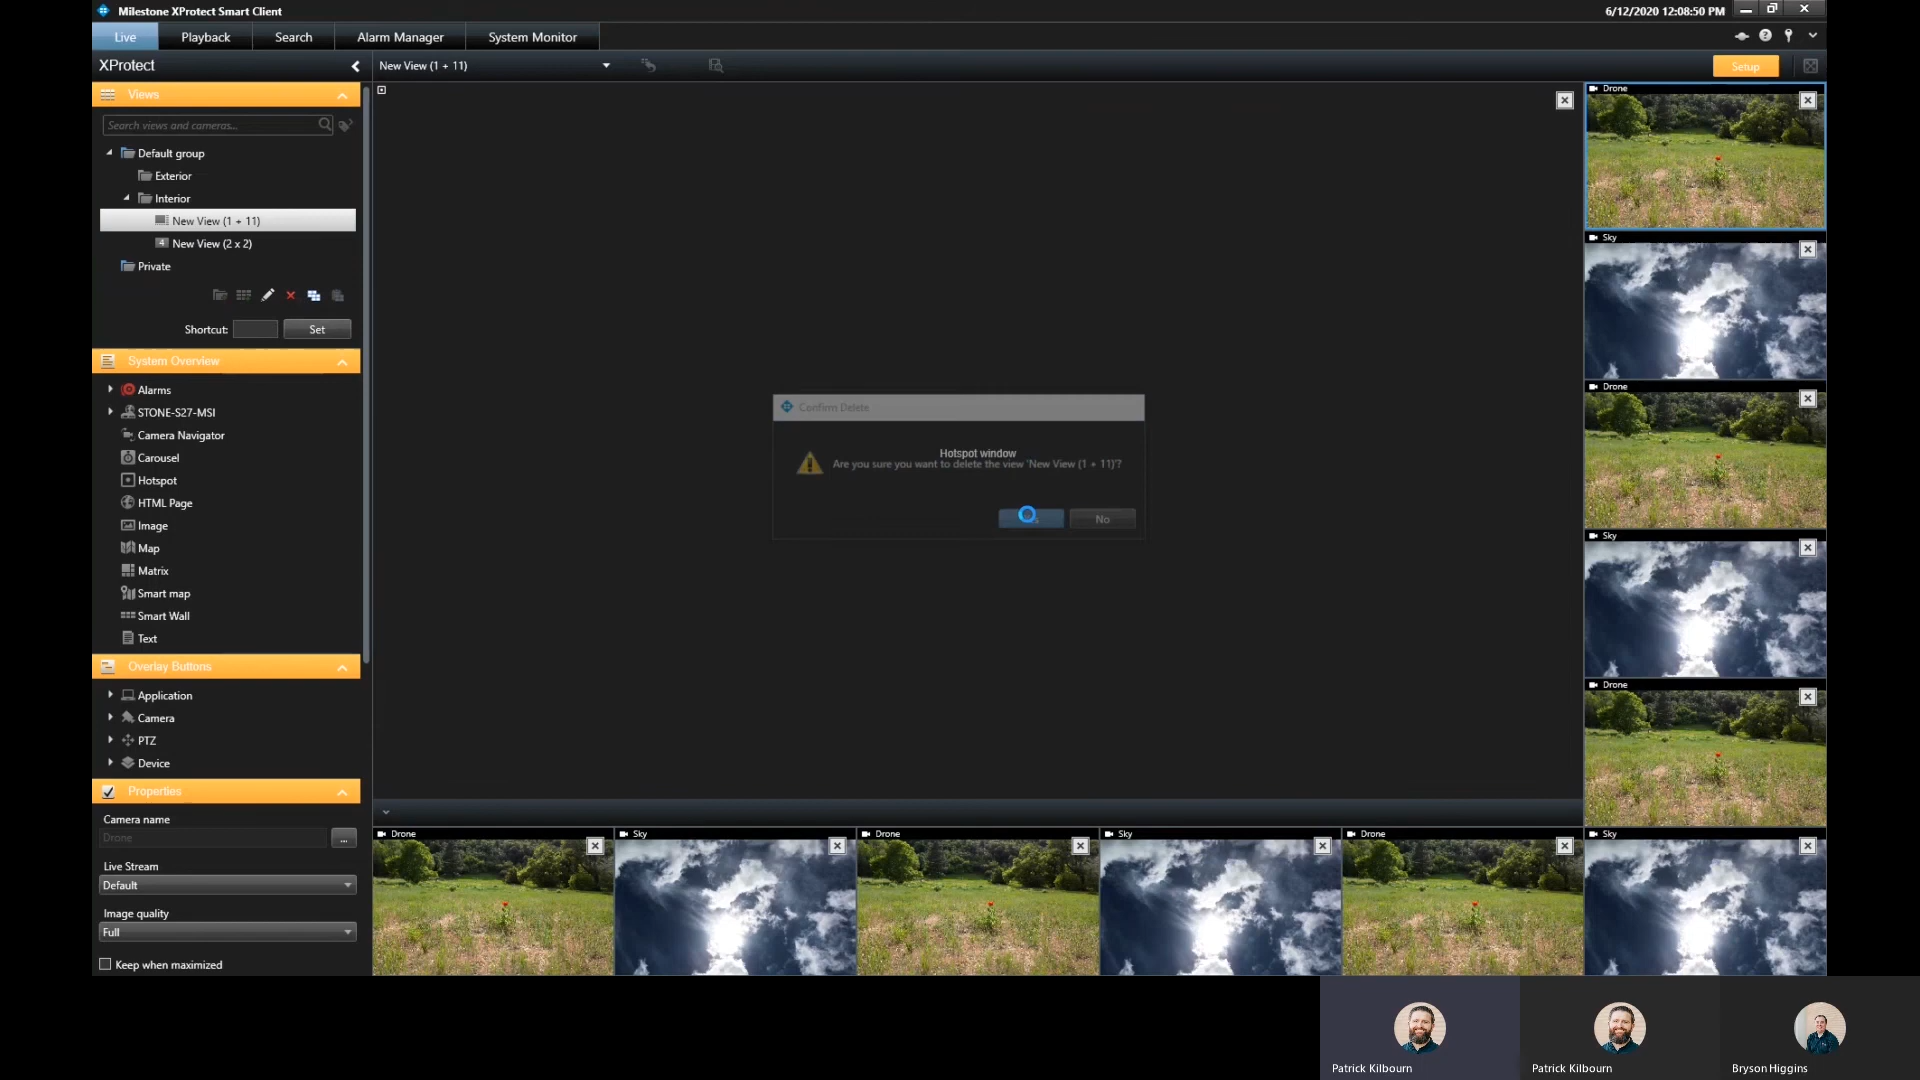 Milestone XProtect Smart Client
6/12/2020 12:08:50 PM
Live
Playback
Search
Alarm Manager
System Monitor
XProtect
New View (1 + 11)
Setup
Views
Search views and cameras...
Default group
Exterior
Interior
New View (1 + 11)
4 New View (2 x 2)
Private
Shortcut:
Set
System Overview
Alarms
STONE-S27-MSI
Camera Navigator
Carousel
Hotspot
HTML Page
Image
Map
Matrix
Smart map
Smart Wall
Text
Overlay Buttons
Application
Camera
PTZ
Device
Properties
Camera name
Drone
...
Live Stream
Default
Image quality
Full
Keep when maximized
Confirm Delete
Hotspot window
Are you sure you want to delete the view 'New View (1 + 11)'?
No
Drone
Sky
Drone
Sky
Drone
Drone
Sky
Drone
Sky
Drone
Sky
Patrick Kilbourn
Patrick Kilbourn
Bryson Higgins